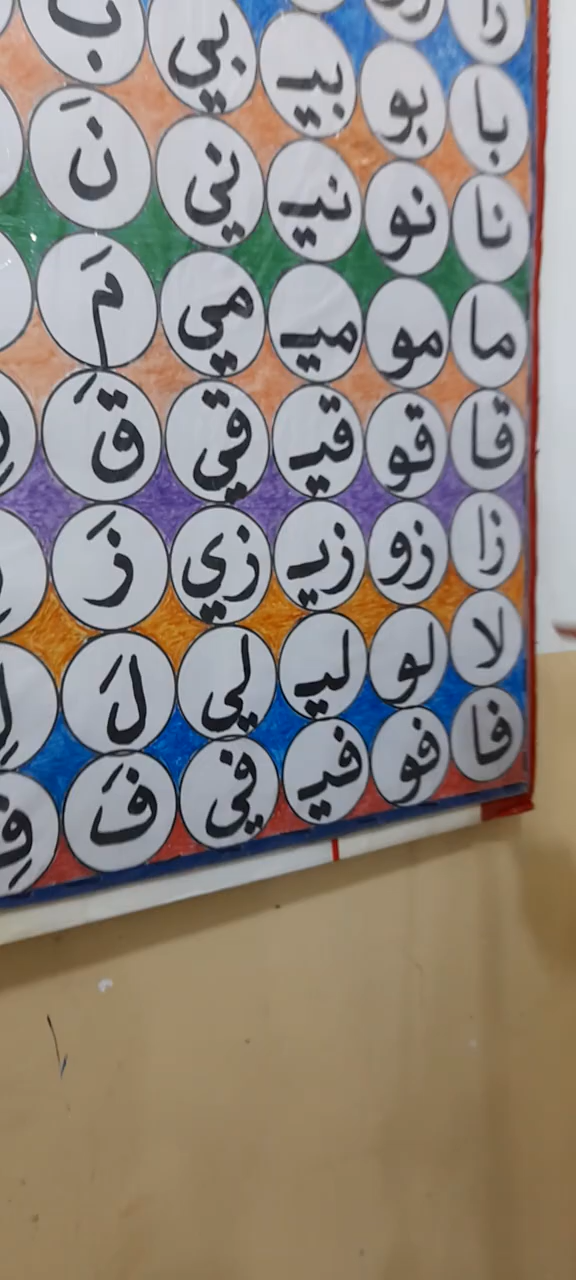 را
با بو بيـ بي بَ
نا نو نيـ ني نَ
ما مو ميـ مي مَ
قا قو قيـ قي قَ
زا زو زيـ زي زَ
لا لو ليـ لي لَ
فا فو فيـ في فَ فِ